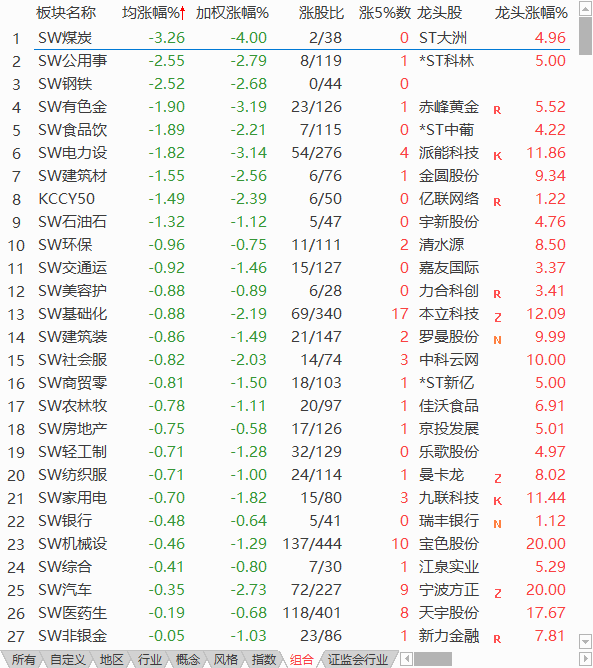 板块名称 均涨幅%↑ 加权涨幅% 涨股比 涨5%数 龙头股 龙头涨幅%
1 SW煤炭 -3.26 -4.00 2/38 0 ST大洲 4.96
2 SW公用事 -2.55 -2.79 8/119 1 *ST科林 5.00
3 SW钢铁 -2.52 -2.68 0/44 0
4 SW有色金 -1.90 -3.19 23/126 1 赤峰黄金 R 5.52
5 SW食品饮 -1.89 -2.21 7/115 0 *ST中葡 4.22
6 SW电力设 -1.82 -3.14 54/276 4 派能科技 K 11.86
7 SW建筑材 -1.55 -2.56 6/76 1 金圆股份 9.34
8 KCCY50 -1.49 -2.39 6/50 0 亿联网络 R 1.22
9 SW石油石 -1.32 -1.12 5/47 0 宇新股份 4.76
10 SW环保 -0.96 -0.75 11/111 2 清水源 8.50
11 SW交通运 -0.92 -1.46 15/127 0 嘉友国际 3.37
12 SW美容护 -0.88 -0.89 6/28 0 力合科创 R 3.41
13 SW基础化 -0.88 -2.19 69/340 17 本立科技 Z 12.09
14 SW建筑装 -0.86 -1.49 21/147 2 罗曼股份 N 9.99
15 SW社会服 -0.82 -2.03 14/74 3 中科云网 10.00
16 SW商贸零 -0.81 -1.50 18/103 1 *ST新亿 5.00
17 SW农林牧 -0.78 -1.11 20/97 1 佳沃食品 6.91
18 SW房地产 -0.75 -0.58 17/126 1 京投发展 5.01
19 SW轻工制 -0.71 -1.28 32/129 0 乐歌股份 4.97
20 SW纺织服 -0.71 -1.00 24/114 1 曼卡龙 Z 8.02
21 SW家用电 -0.70 -1.82 15/80 3 九联科技 K 11.44
22 SW银行 -0.48 -0.64 5/41 0 瑞丰银行 N 1.12
23 SW机械设 -0.46 -1.29 137/444 10 宝色股份 20.00
24 SW综合 -0.41 -0.80 7/30 1 江泉实业 5.29
25 SW汽车 -0.35 -2.73 72/227 9 宁波方正 Z 20.00
26 SW医药生 -0.19 -0.68 118/401 8 天宇股份 17.67
27 SW非银金 -0.05 -1.03 23/86 1 新力金融 R 7.81
所有 自定义 地区 行业 概念 风格 指数 组合 证监会行业